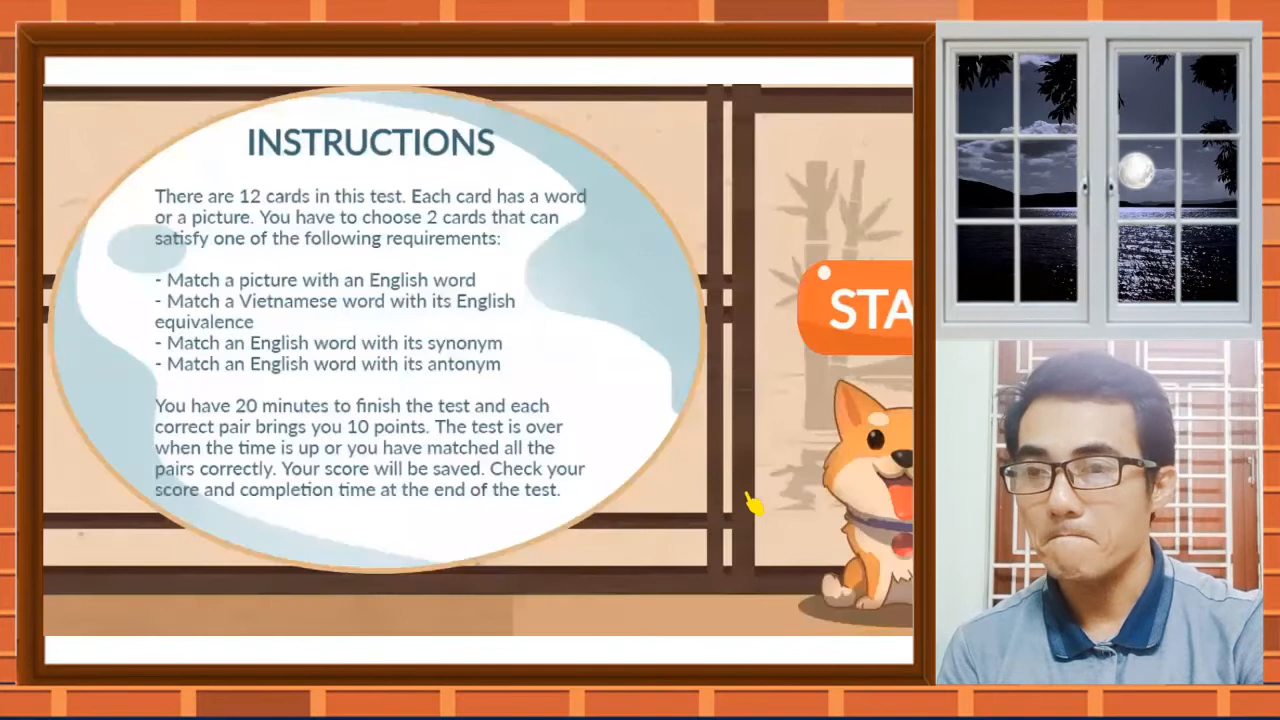 INSTRUCTIONS
There are 12 cards in this test. Each card has a word
or a picture. You have to choose 2 cards that can
satisfy one of the following requirements:
- Match a picture with an English word
- Match a Vietnamese word with its English
equivalence
- Match an English word with its synonym
- Match an English word with its antonym
You have 20 minutes to finish the test and each
correct pair brings you 10 points. The test is over
when the time is up or you have matched all the
pairs correctly. Your score will be saved. Check your
score and completion time at the end of the test.
STA